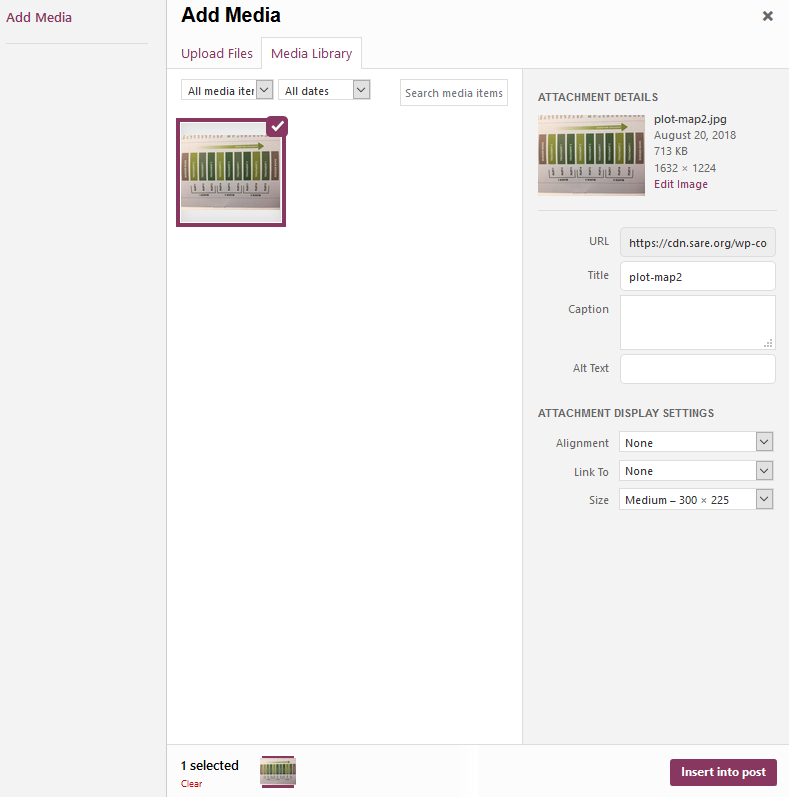 Add Media
Add Media
Upload Files
Media Library
All media iter
All dates
Search media items
ATTACHMENT DETAILS
plot-map2.jpg
August 20, 2018
713 KB
1632 × 1224
Edit Image
URL
https://cdn.sare.org/wp-co
Title
plot-map2
Caption
Alt Text
ATTACHMENT DISPLAY SETTINGS
Alignment
None
Link To
None
Size
Medium – 300 × 225
1 selected
Clear
Insert into post